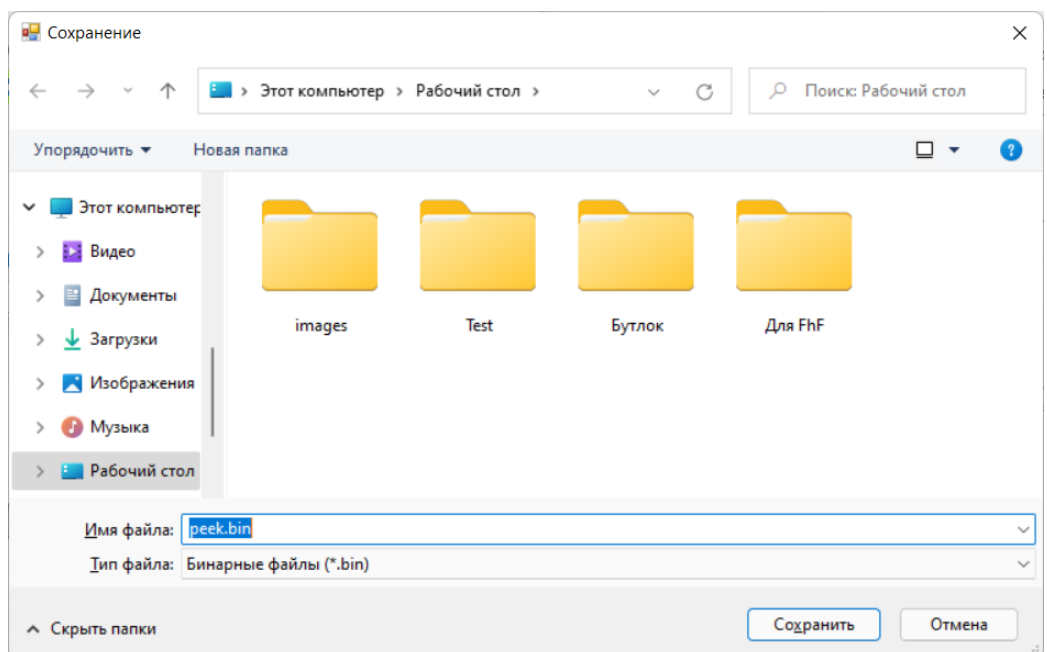 Сохранение
Этот компьютер › Рабочий стол ›
Поиск: Рабочий стол
Упорядочить
Новая папка
?
Этот компьютер
Видео
Документы
Загрузки
Изображения
Музыка
Рабочий стол
images
Test
Бутлок
Для FhF
Имя файла: peek.bin
Тип файла: Бинарные файлы (*.bin)
Скрыть папки
Сохранить
Отмена